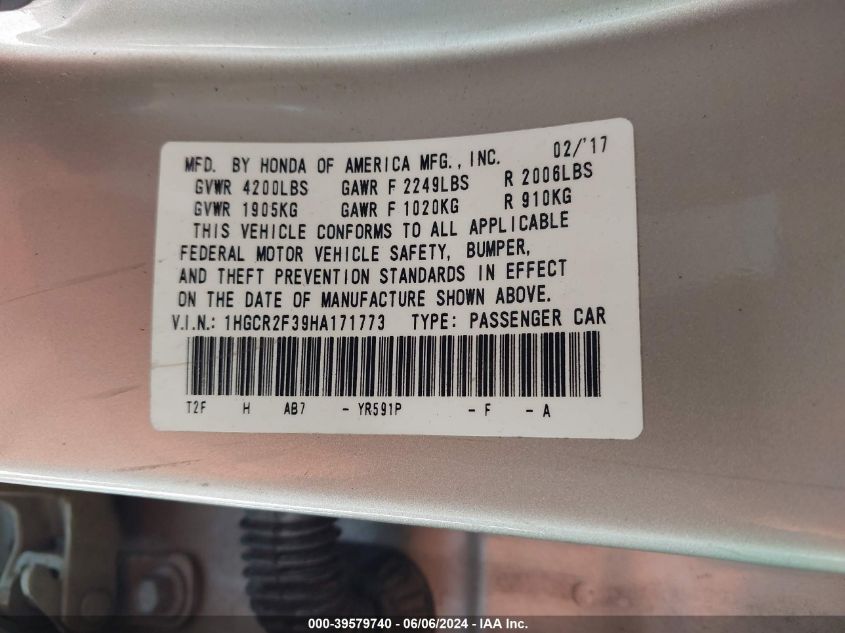 MFD. BY HONDA OF AMERICA MFG., INC. 02/'17
GVWR 4200LBS GAWR F 2249LBS R 2006LBS
GVWR 1905KG GAWR F 1020KG R 910KG
THIS VEHICLE CONFORMS TO ALL APPLICABLE
FEDERAL MOTOR VEHICLE SAFETY, BUMPER,
AND THEFT PREVENTION STANDARDS IN EFFECT
ON THE DATE OF MANUFACTURE SHOWN ABOVE.
V.I.N.: 1HGCR2F39HA171773 TYPE: PASSENGER CAR
T2F H AB7 - YR591P - F - A
000-39579740 - 06/06/2024 - IAA Inc.